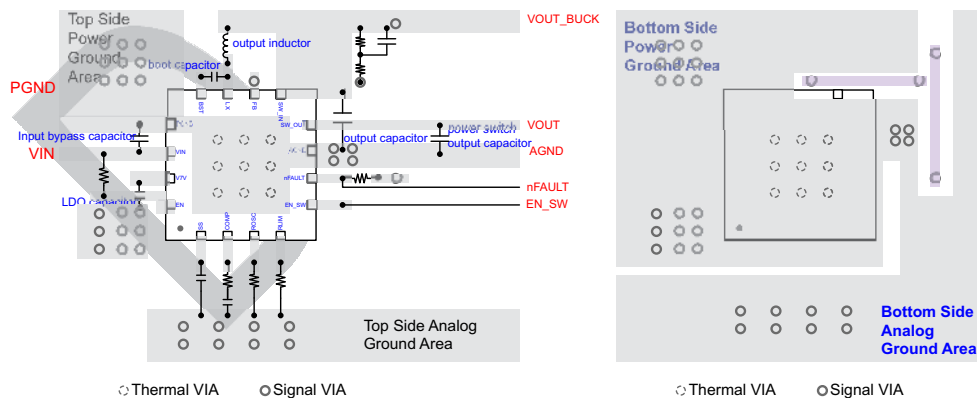 Top Side
Power
Ground
Area
VOUT_BUCK
output inductor
boot capacitor
PGND
BST
LX
FB
SW_IN
Input bypass capacitor
SW_OUT
power switch
output capacitor
output capacitor
VOUT
VIN
VIN
AGND
V7V
nFAULT
nFAULT
LDO capacitor
EN
EN_SW
EN_SW
SS
COMP
ROSC
RLIM
Top Side Analog
Ground Area
Thermal VIA
Signal VIA
Bottom Side
Power
Ground Area
Bottom Side
Analog
Ground Area
Thermal VIA
Signal VIA